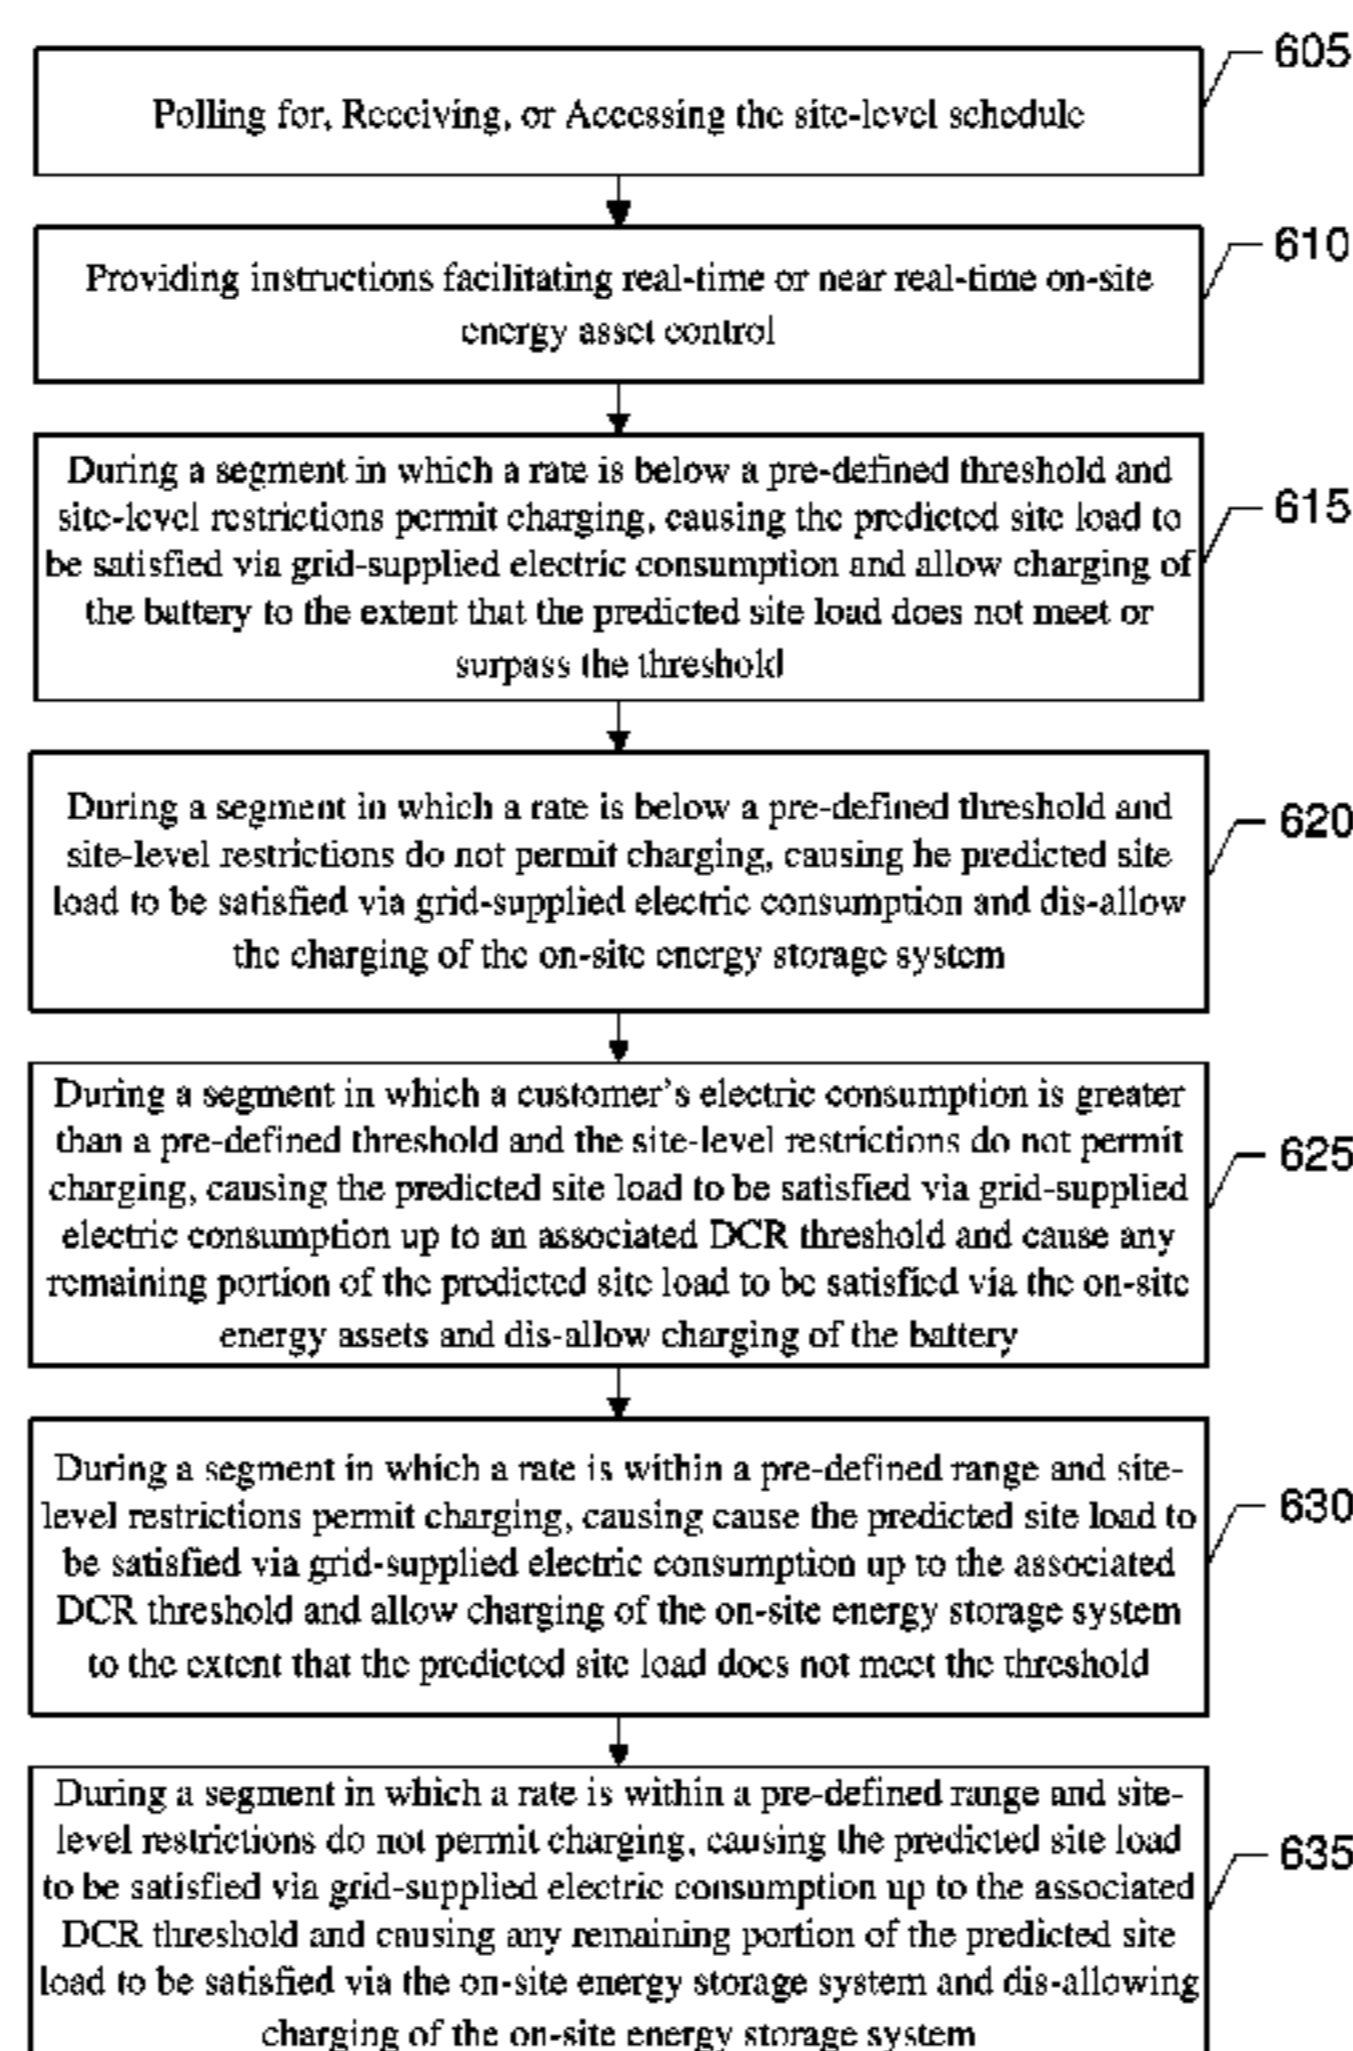 605
Polling for, Receiving, or Accessing the site-level schedule
610
Providing instructions facilitating real-time or near real-time on-site
energy asset control
615
During a segment in which a rate is below a pre-defined threshold and
site-level restrictions permit charging, causing the predicted site load to
be satisfied via grid-supplied electric consumption and allow charging of
the battery to the extent that the predicted site load does not meet or
surpass the threshold
620
During a segment in which a rate is below a pre-defined threshold and
site-level restrictions do not permit charging, causing he predicted site
load to be satisfied via grid-supplied electric consumption and dis-allow
the charging of the on-site energy storage system
625
During a segment in which a customer's electric consumption is greater
than a pre-defined threshold and the site-level restrictions do not permit
charging, causing the predicted site load to be satisfied via grid-supplied
electric consumption up to an associated DCR threshold and cause any
remaining portion of the predicted site load to be satisfied via the on-site
energy assets and dis-allow charging of the battery
630
During a segment in which a rate is within a pre-defined range and site-
level restrictions permit charging, causing cause the predicted site load to
be satisfied via grid-supplied electric consumption up to the associated
DCR threshold and allow charging of the on-site energy storage system
to the extent that the predicted site load does not meet the threshold
635
During a segment in which a rate is within a pre-defined range and site-
level restrictions do not permit charging, causing the predicted site load
to be satisfied via grid-supplied electric consumption up to the associated
DCR threshold and causing any remaining portion of the predicted site
load to be satisfied via the on-site energy storage system and dis-allowing
charging of the on-site energy storage system